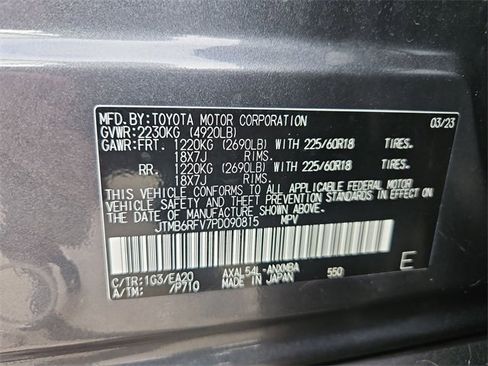 MFD.BY:TOYOTA MOTOR CORPORATION 03/23
GVWR:2230KG (4920LB)
GAWR:FRT. 1220KG (2690LB) WITH 225/60R18 TIRES.
18X7J RIMS.
RR. 1220KG (2690LB) WITH 225/60R18 TIRES.
18X7J RIMS.
THIS VEHICLE CONFORMS TO ALL APPLICABLE FEDERAL MOTOR
VEHICLE SAFETY AND THEFT PREVENTION STANDARDS IN EFFECT
ON THE DATE OF MANUFACTURE SHOWN ABOVE.
JTMB6RFV7PD090815 MPV
C/TR:1G3/EA20 AXAL54L-ANXMBA 550 E
A/TM: /P710 MADE IN JAPAN